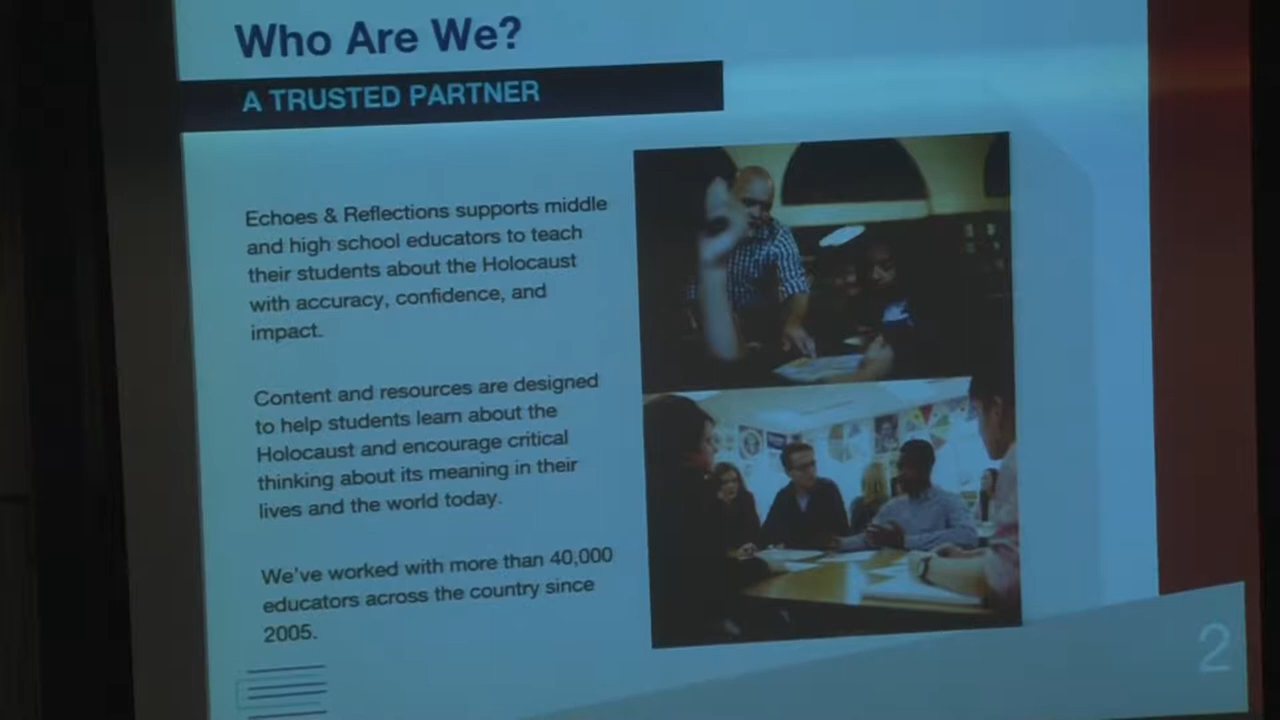 Who Are We?
A TRUSTED PARTNER
Echoes & Reflections supports middle
and high school educators to teach
their students about the Holocaust
with accuracy, confidence, and
impact.
Content and resources are designed
to help students learn about the
Holocaust and encourage critical
thinking about its meaning in their
lives and the world today.
We've worked with more than 40,000
educators across the country since
2005.
2